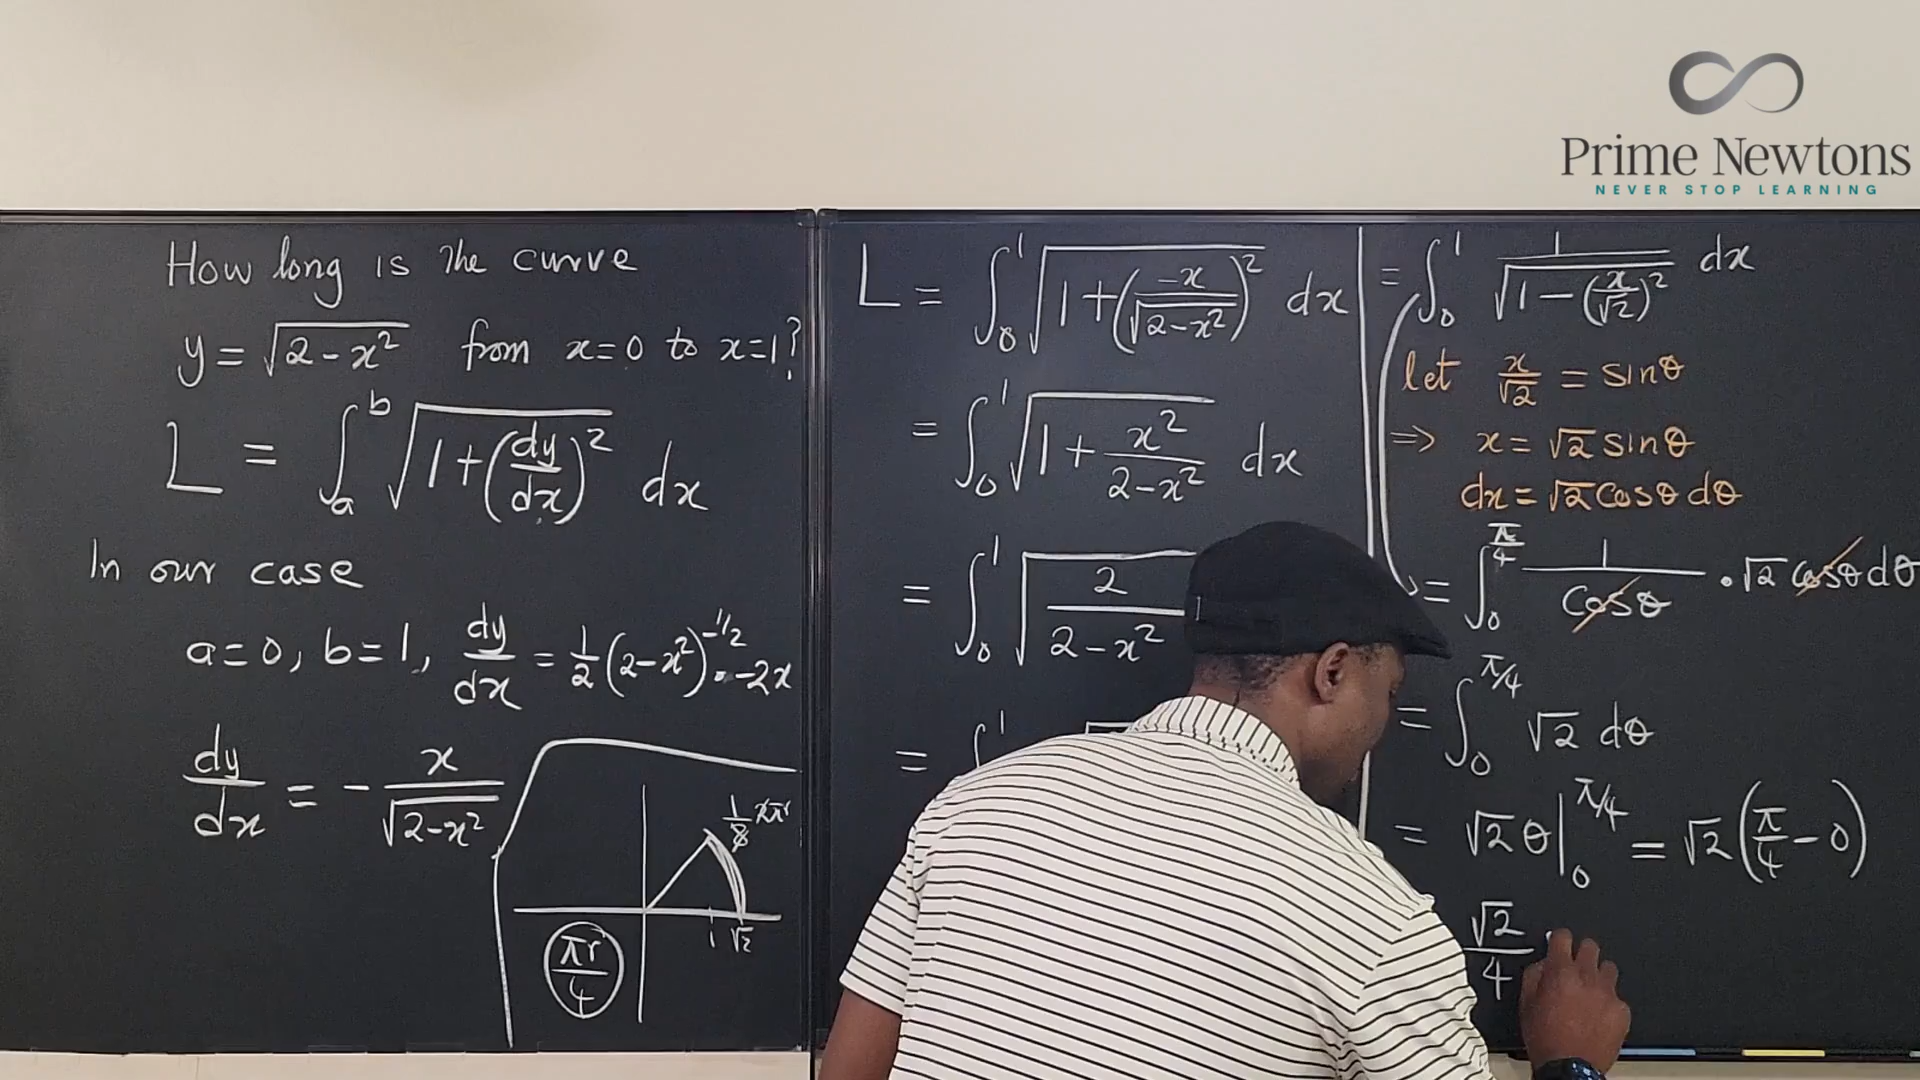 Prime Newtons
NEVER STOP LEARNING
How long is the curve
y = √(2 - x²) from x=0 to x=1?
L = ∫ₐᵇ √(1 + (dy/dx)²) dx
In our case
a=0, b=1, dy/dx = 1/2 (2-x²)^(-1/2) · -2x
dy/dx = - x/√(2-x²)
1/8 2πr
1 √2
πr/4
L = ∫₀¹ √(1 + (-x/√(2-x²))²) dx
= ∫₀¹ √(1 + x²/(2-x²)) dx
= ∫₀¹ √(2/(2-x²))
= ∫ ¹
= ∫₀¹ 1/√(1 - (x/√2)²) dx
let x/√2 = sinθ
⇒ x = √2 sinθ
dx = √2 cosθ dθ
= ∫₀^(π/4) 1/cosθ · √2 cosθ dθ
= ∫₀^(π/4) √2 dθ
= √2 θ |₀^(π/4) = √2 (π/4 - 0)
√2/4